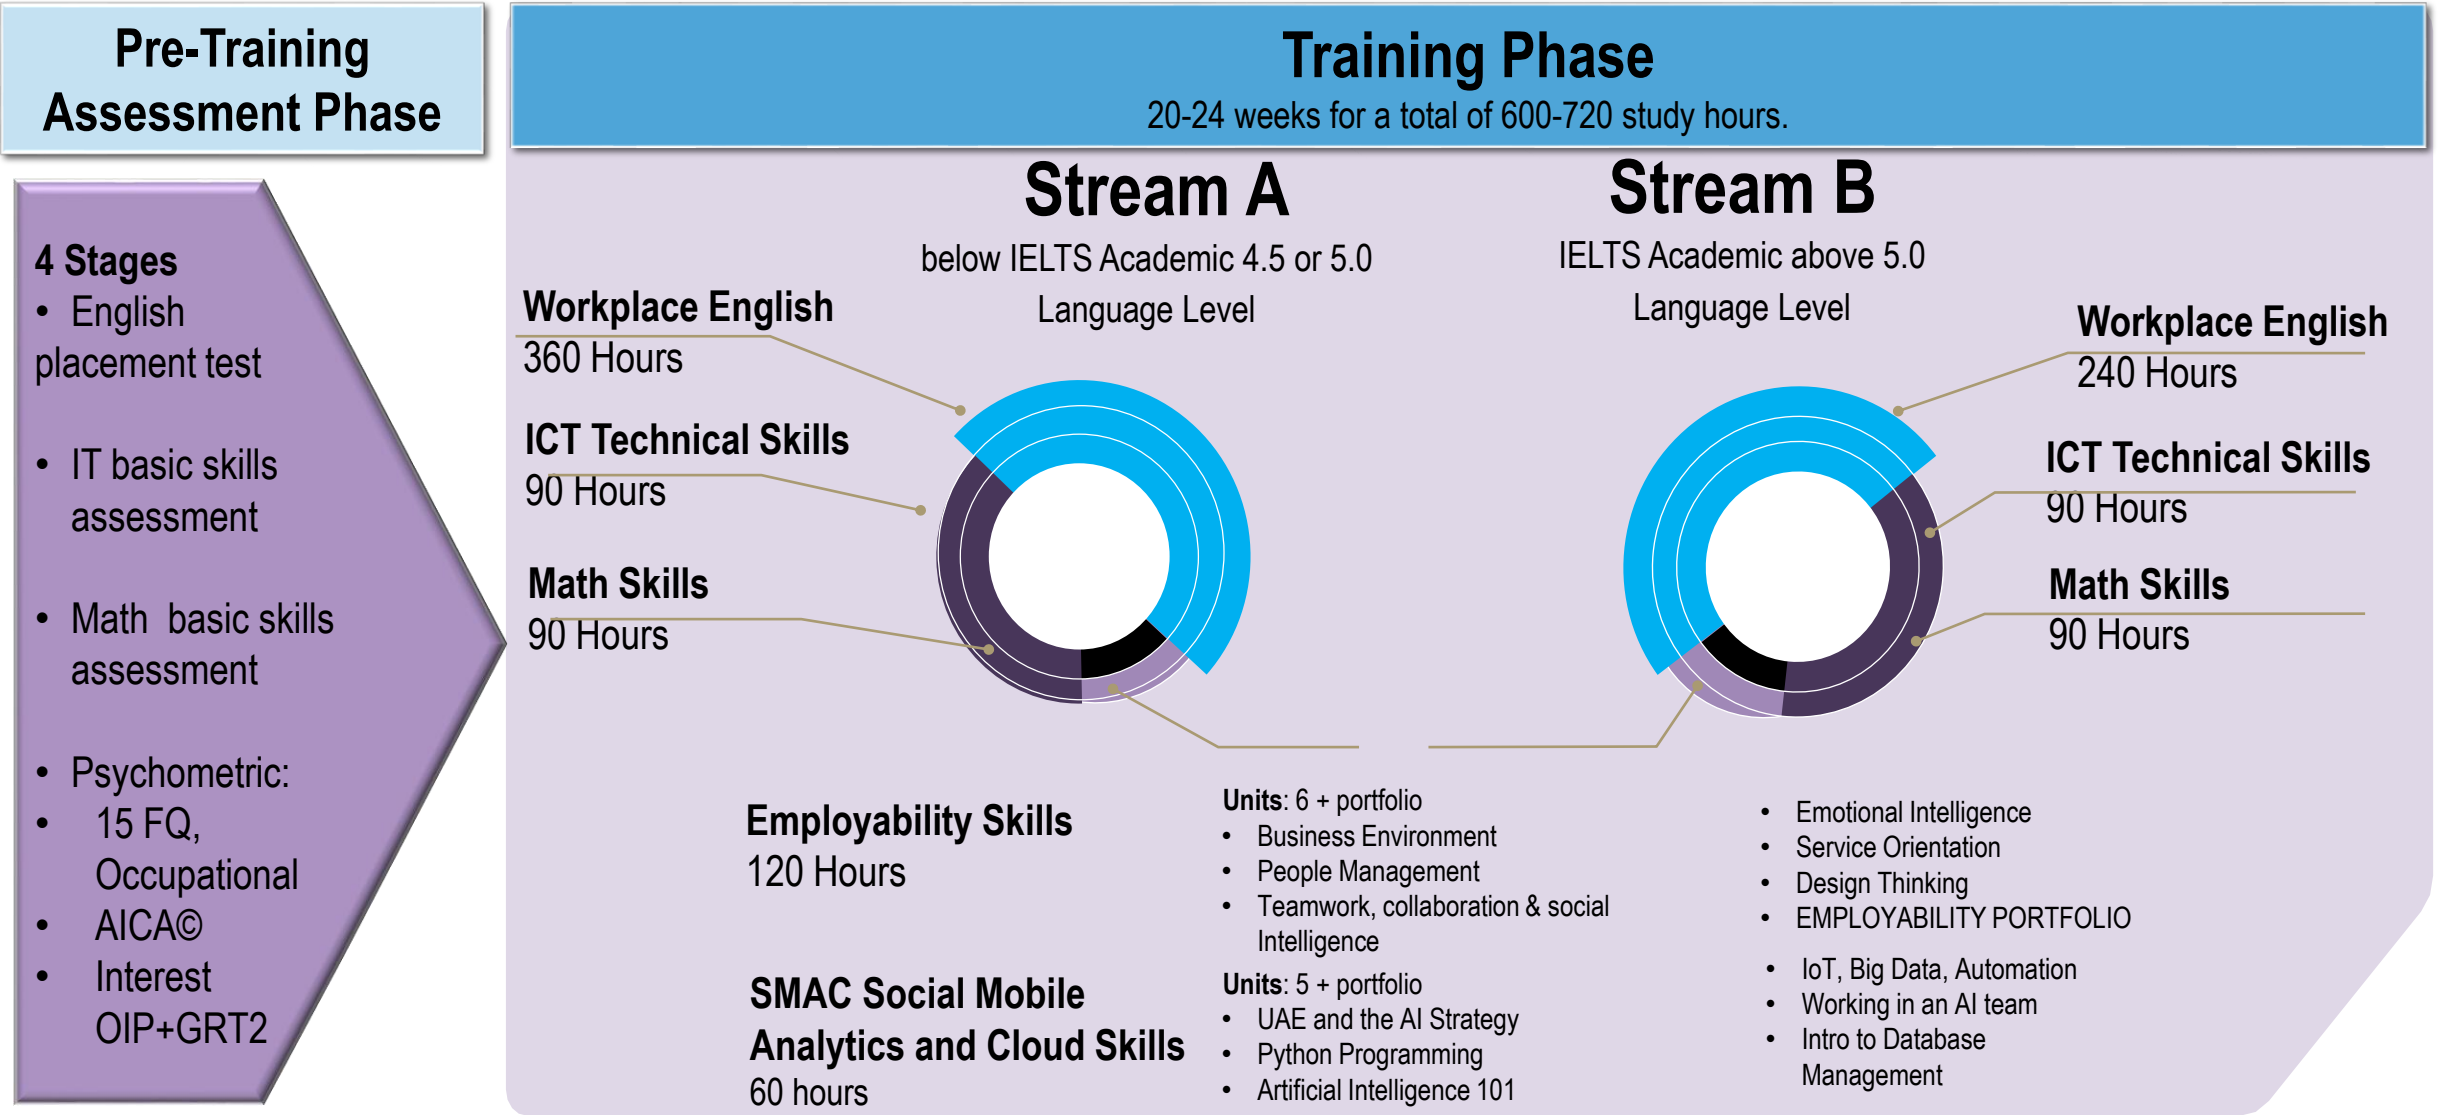 Pre-Training
Assessment Phase
4 Stages
• English
placement test
• IT basic skills
assessment
• Math basic skills
assessment
• Psychometric:
• 15 FQ,
Occupational
• AICA©
• Interest
OIP+GRT2
Training Phase
20-24 weeks for a total of 600-720 study hours.
Stream A
below IELTS Academic 4.5 or 5.0
Language Level
Workplace English
360 Hours
ICT Technical Skills
90 Hours
Math Skills
90 Hours
Stream B
IELTS Academic above 5.0
Language Level
Workplace English
240 Hours
ICT Technical Skills
90 Hours
Math Skills
90 Hours
Employability Skills
120 Hours
Units: 6 + portfolio
• Business Environment
• People Management
• Teamwork, collaboration & social
Intelligence
• Emotional Intelligence
• Service Orientation
• Design Thinking
• EMPLOYABILITY PORTFOLIO
SMAC Social Mobile
Analytics and Cloud Skills
60 hours
Units: 5 + portfolio
• UAE and the AI Strategy
• Python Programming
• Artificial Intelligence 101
• IoT, Big Data, Automation
• Working in an AI team
• Intro to Database
Management